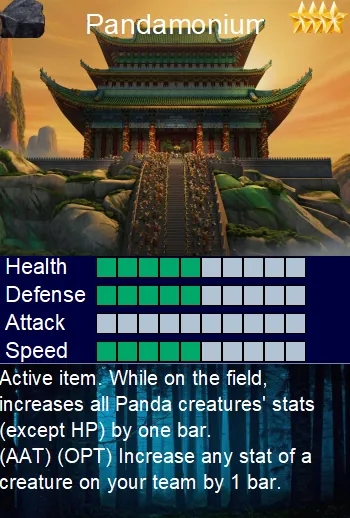 Pandamonium
Health
Defense
Attack
Speed
Active item. While on the field,
increases all Panda creatures' stats
(except HP) by one bar.
(AAT) (OPT) Increase any stat of a
creature on your team by 1 bar.